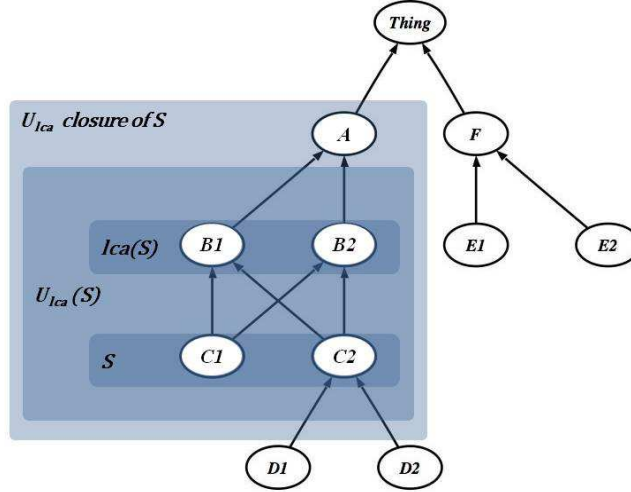 Thing
U_lca closure of S
A
F
lca(S)
B1
B2
E1
E2
U_lca (S)
S
C1
C2
D1
D2